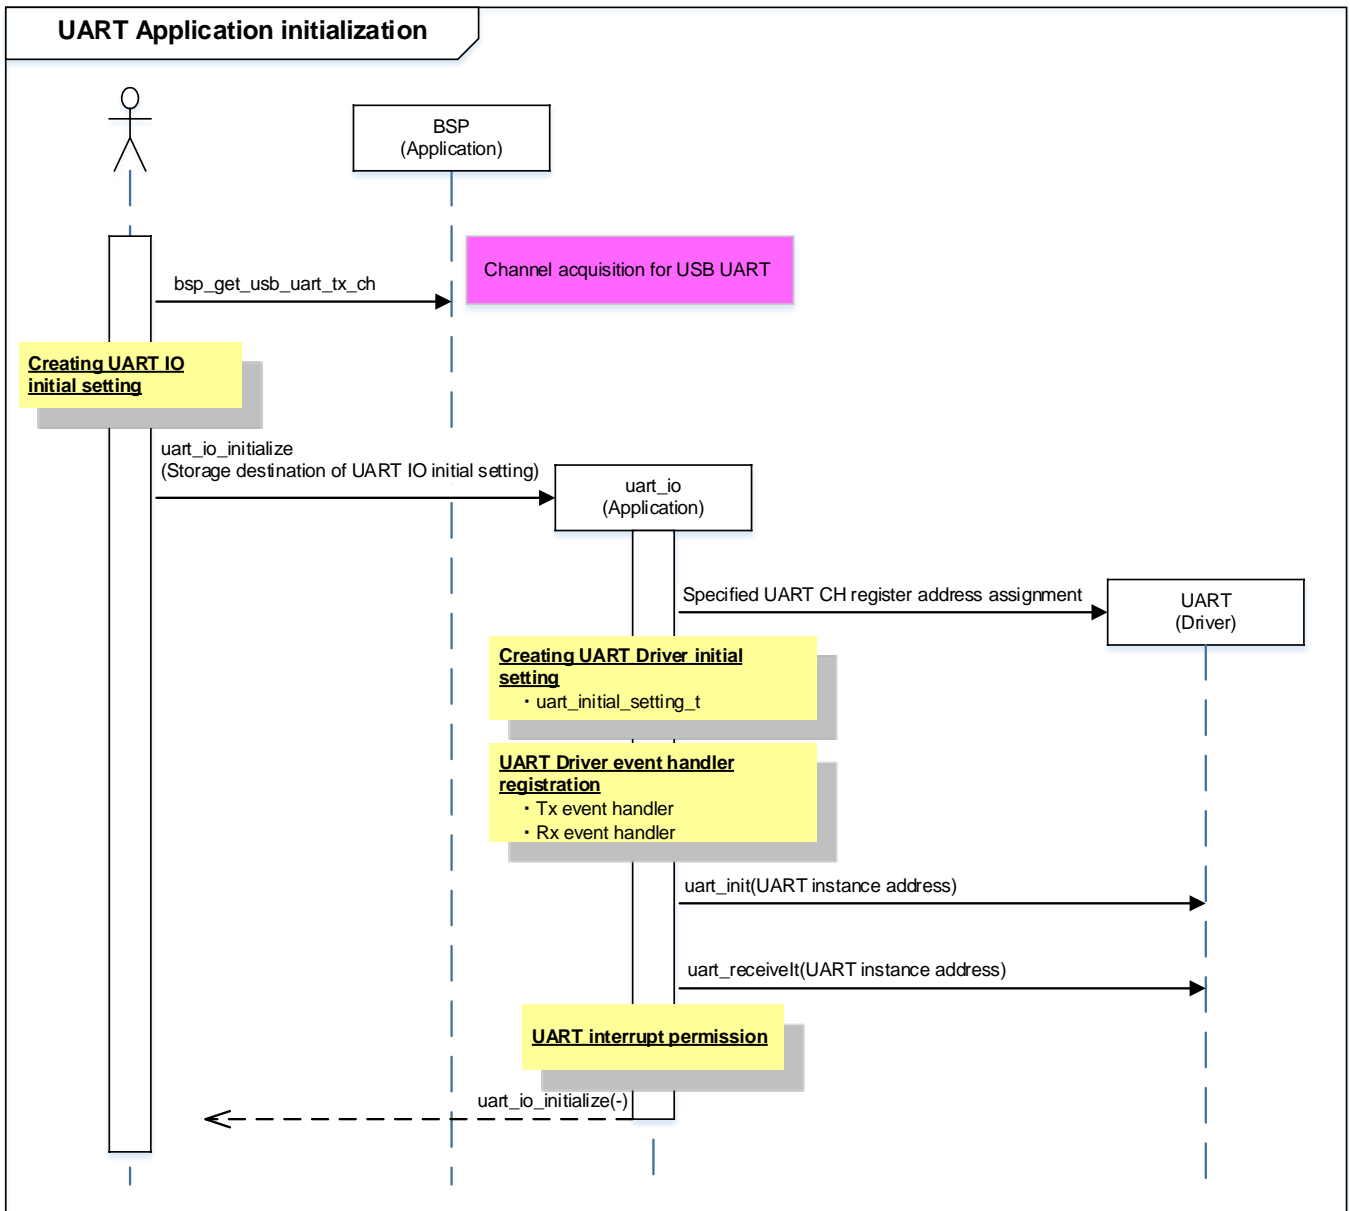 UART Application initialization
BSP
(Application)
Channel acquisition for USB UART
bsp_get_usb_uart_tx_ch
Creating UART IO
initial setting
uart_io_initialize
(Storage destination of UART IO initial setting)
uart_io
(Application)
Specified UART CH register address assignment
UART
(Driver)
Creating UART Driver initial
setting
・uart_initial_setting_t
UART Driver event handler
registration
・Tx event handler
・Rx event handler
uart_init(UART instance address)
uart_receiveIt(UART instance address)
UART interrupt permission
uart_io_initialize(-)